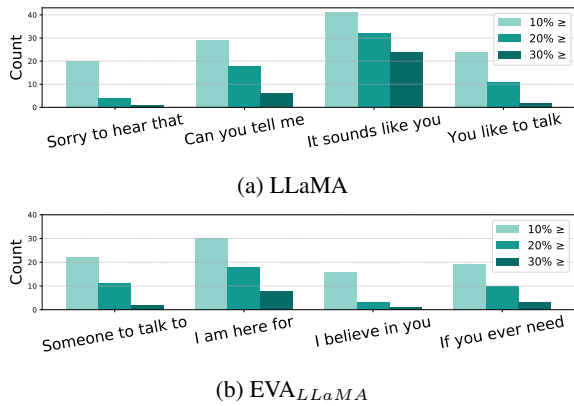 40
30
20
10
0
Count
10% ≥
20% ≥
30% ≥
Sorry to hear that
Can you tell me
It sounds like you
You like to talk
(a) LLaMA
40
30
20
10
0
Count
10% ≥
20% ≥
30% ≥
Someone to talk to
I am here for
I believe in you
If you ever need
(b) EVA_LLaMA